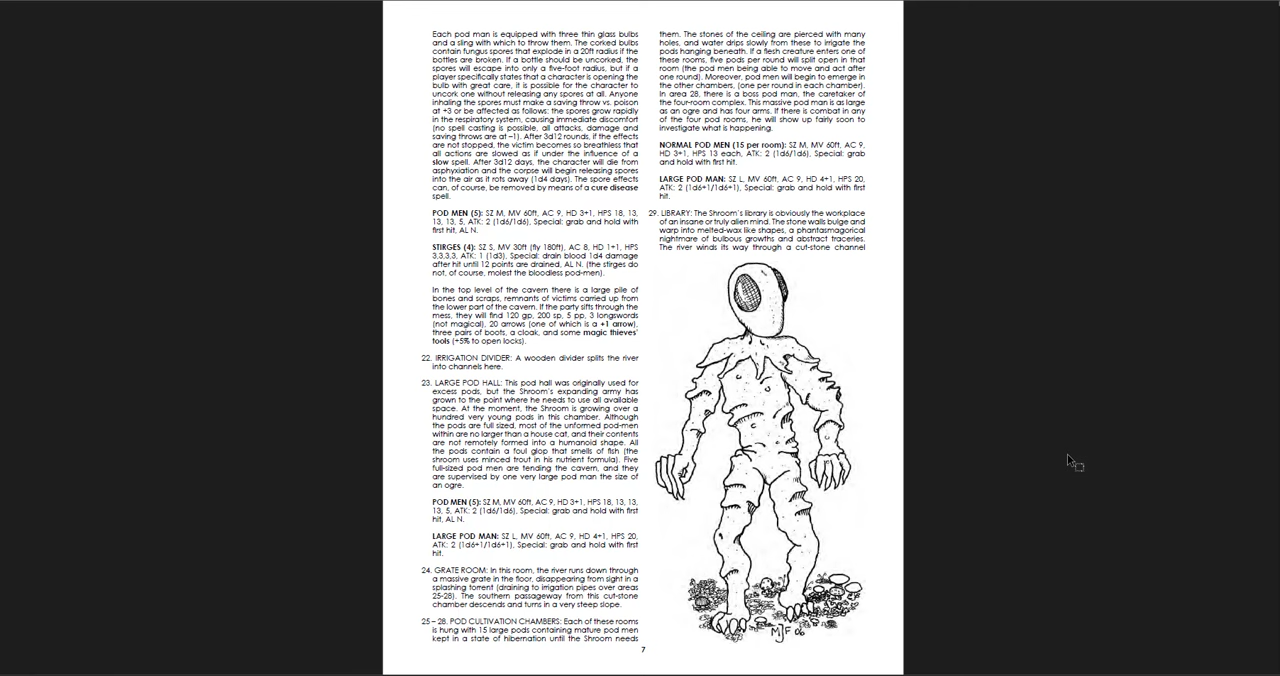 Each pod man is equipped with three thin glass bulbs
and a sling with which to throw them. The corked bulbs
contain fungus spores that explode in a 20ft radius if the
bottles are broken. If a bottle should be uncorked, the
spores will escape into only a five-foot radius, but if a
player specifically states that a character is opening the
bulb with great care, it is possible for the character to
uncork one without releasing any spores at all. Anyone
inhaling the spores must make a saving throw vs. poison
at +3 or be affected as follows: the spores grow rapidly
in the respiratory system, causing immediate discomfort
(no spell casting is possible, all attacks, damage and
saving throws are at –1). After 3d12 rounds, if the effects
are not stopped, the victim becomes so breathless that
all actions are slowed as if under the influence of a
slow spell. After 3d12 days, the character will die from
asphyxiation and the corpse will begin releasing spores
into the air as it rots away (1d4 days). The spore effects
can, of course, be removed by means of a cure disease
spell.
POD MEN (5): SZ M, MV 60ft, AC 9, HD 3+1, HPS 18, 13,
13, 13, 5, ATK: 2 (1d6/1d6), Special: grab and hold with
first hit, AL N.
STIRGES (4): SZ S, MV 30ft (fly 180ft), AC 8, HD 1+1, HPS
3,3,3,3, ATK: 1 (1d3), Special: drain blood 1d4 damage
after hit until 12 points are drained, AL N. (the stirges do
not, of course, molest the bloodless pod-men).
In the top level of the cavern there is a large pile of
bones and scraps, remnants of victims carried up from
the lower part of the cavern. If the party sifts through the
mess, they will find 120 gp, 200 sp, 5 pp, 3 longswords
(not magical), 20 arrows (one of which is a +1 arrow),
three pairs of boots, a cloak, and some magic thieves'
tools (+5% to open locks).
22. IRRIGATION DIVIDER: A wooden divider splits the river
into channels here.
23. LARGE POD HALL: This pod hall was originally used for
excess pods, but the Shroom's expanding army has
grown to the point where he needs to use all available
space. At the moment, the Shroom is growing over a
hundred very young pods in this chamber. Although
the pods are full sized, most of the unformed pod-men
within are no larger than a house cat, and their contents
are not remotely formed into a humanoid shape. All
the pods contain a foul glop that smells of fish (the
shroom uses minced trout in his nutrient formula). Five
full-sized pod men are tending the cavern, and they
are supervised by one very large pod man the size of
an ogre.
POD MEN (5): SZ M, MV 60ft, AC 9, HD 3+1, HPS 18, 13, 13,
13, 5, ATK: 2 (1d6/1d6), Special: grab and hold with first
hit, AL N.
LARGE POD MAN: SZ L, MV 60ft, AC 9, HD 4+1, HPS 20,
ATK: 2 (1d6+1/1d6+1), Special: grab and hold with first
hit.
24. GRATE ROOM: In this room, the river runs down through
a massive grate in the floor, disappearing from sight in a
splashing torrent (draining to irrigation pipes over areas
25-28). The southern passageway from this cut-stone
chamber descends and turns in a very steep slope.
25 – 28. POD CULTIVATION CHAMBERS: Each of these rooms
is hung with 15 large pods containing mature pod men
kept in a state of hibernation until the Shroom needs
them. The stones of the ceiling are pierced with many
holes, and water drips slowly from these to irrigate the
pods hanging beneath. If a flesh creature enters one of
these rooms, five pods per round will split open in that
room (the pod men being able to move and act after
one round). Moreover, pod men will begin to emerge in
the other chambers, (one per round in each chamber).
In area 28, there is a boss pod man, the caretaker of
the four-room complex. This massive pod man is as large
as an ogre and has four arms. If there is combat in any
of the four pod rooms, he will show up fairly soon to
investigate what is happening.
NORMAL POD MEN (15 per room): SZ M, MV 60ft, AC 9,
HD 3+1, HPS 13 each, ATK: 2 (1d6/1d6), Special: grab
and hold with first hit.
LARGE POD MAN: SZ L, MV 60ft, AC 9, HD 4+1, HPS 20,
ATK: 2 (1d6+1/1d6+1), Special: grab and hold with first
hit.
29. LIBRARY: The Shroom's library is obviously the workplace
of an insane or truly alien mind. The stone walls bulge and
warp into melted-wax like shapes, a phantasmagorical
nightmare of bulbous growths and abstract traceries.
The river winds its way through a cut-stone channel
MJF 06
7